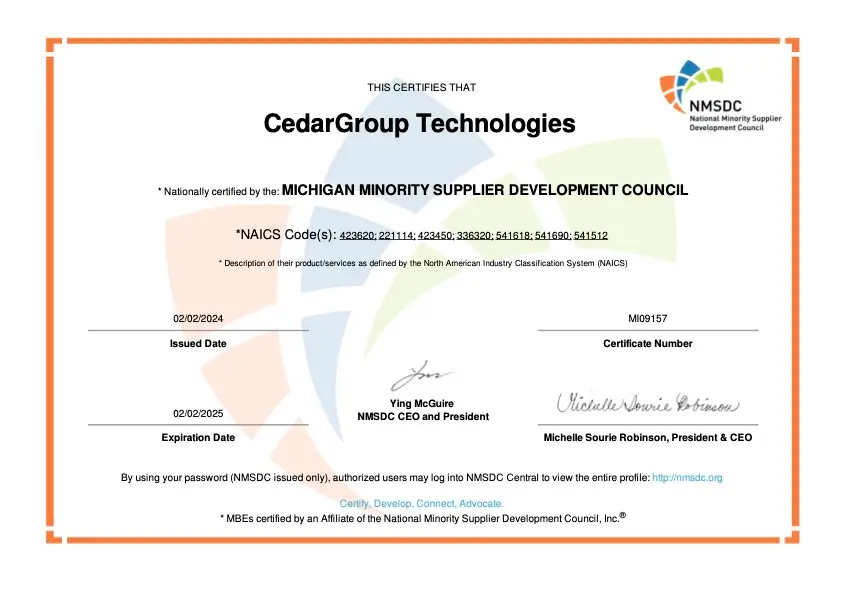 THIS CERTIFIES THAT
NMSDC
National Minority Supplier
Development Council
CedarGroup Technologies
* Nationally certified by the: MICHIGAN MINORITY SUPPLIER DEVELOPMENT COUNCIL
*NAICS Code(s): 423620; 221114; 423450; 336320; 541618; 541690; 541512
* Description of their product/services as defined by the North American Industry Classification System (NAICS)
02/02/2024
Issued Date
MI09157
Certificate Number
Ying McGuire
NMSDC CEO and President
02/02/2025
Expiration Date
Michelle Sourie Robinson
Michelle Sourie Robinson, President & CEO
By using your password (NMSDC issued only), authorized users may log into NMSDC Central to view the entire profile: http://nmsdc.org
Certify, Develop, Connect, Advocate.
* MBEs certified by an Affiliate of the National Minority Supplier Development Council, Inc.®